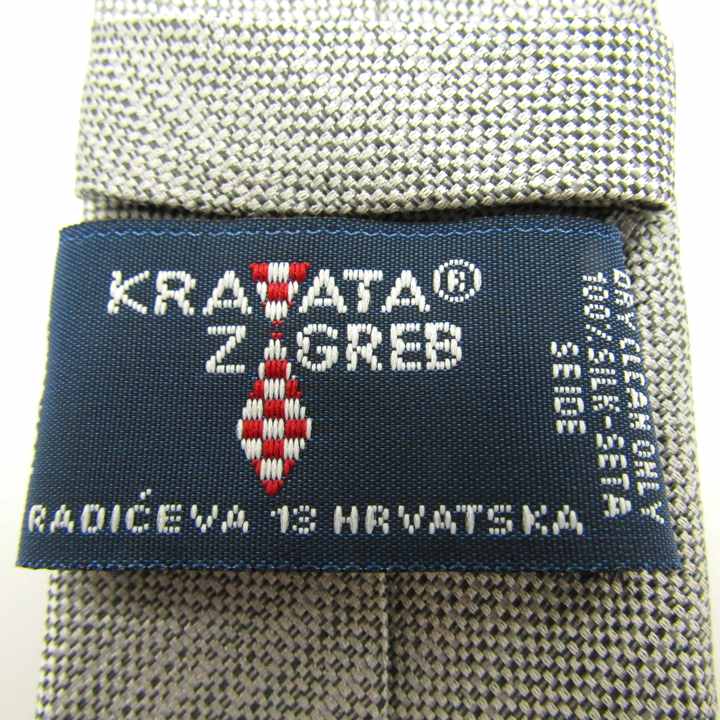 KRAVATA®
ZAGREB
RADIĆEVA 13 HRVATSKA
DRY CLEAN ONLY
100% SILK-SETA
SEIDE